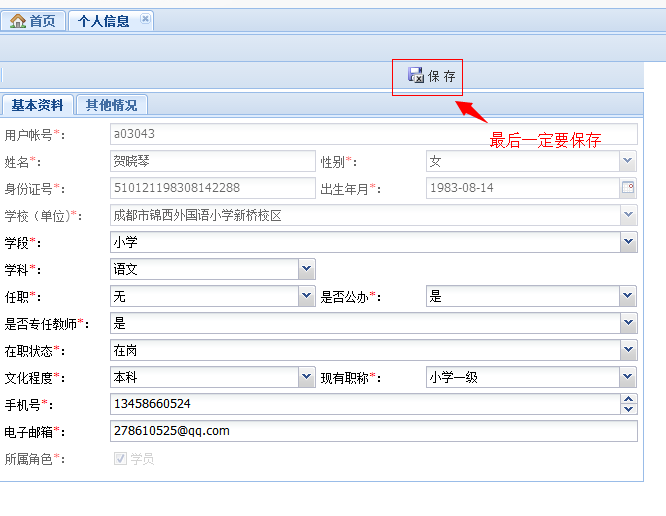 首页 个人信息
保存
基本资料 其他情况
最后一定要保存
用户帐号*: a03043
姓名*: 贺晓琴 性别*: 女
身份证号*: 510121198308142288 出生年月*: 1983-08-14
学校（单位)*: 成都市锦西外国语小学新桥校区
学段*: 小学
学科*: 语文
任职*: 无 是否公办*: 是
是否专任教师*: 是
在职状态*: 在岗
文化程度*: 本科 现有职称*: 小学一级
手机号*: 13458660524
电子邮箱*: 278610525@qq.com
所属角色*: 学员